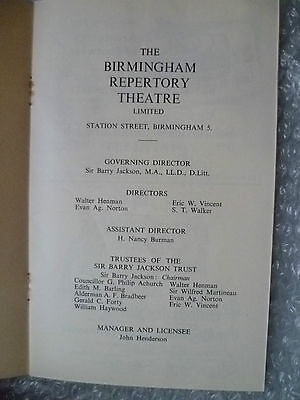 THE
BIRMINGHAM
REPERTORY
THEATRE
LIMITED
STATION STREET, BIRMINGHAM 5.
GOVERNING DIRECTOR
Sir Barry Jackson, M.A., LL.D., D.Litt.
DIRECTORS
Walter Henman Eric W. Vincent
Evan Ag. Norton S. T. Walker
ASSISTANT DIRECTOR
H. Nancy Burman
TRUSTEES OF THE
SIR BARRY JACKSON TRUST
Sir Barry Jackson: Chairman
Councillor G. Philip Achurch Walter Henman
Edith M. Barling Sir Wilfred Martineau
Alderman A. F. Bradbeer Evan Ag. Norton
Gerald C. Forty Eric W. Vincent
William Haywood
MANAGER AND LICENSEE
John Henderson